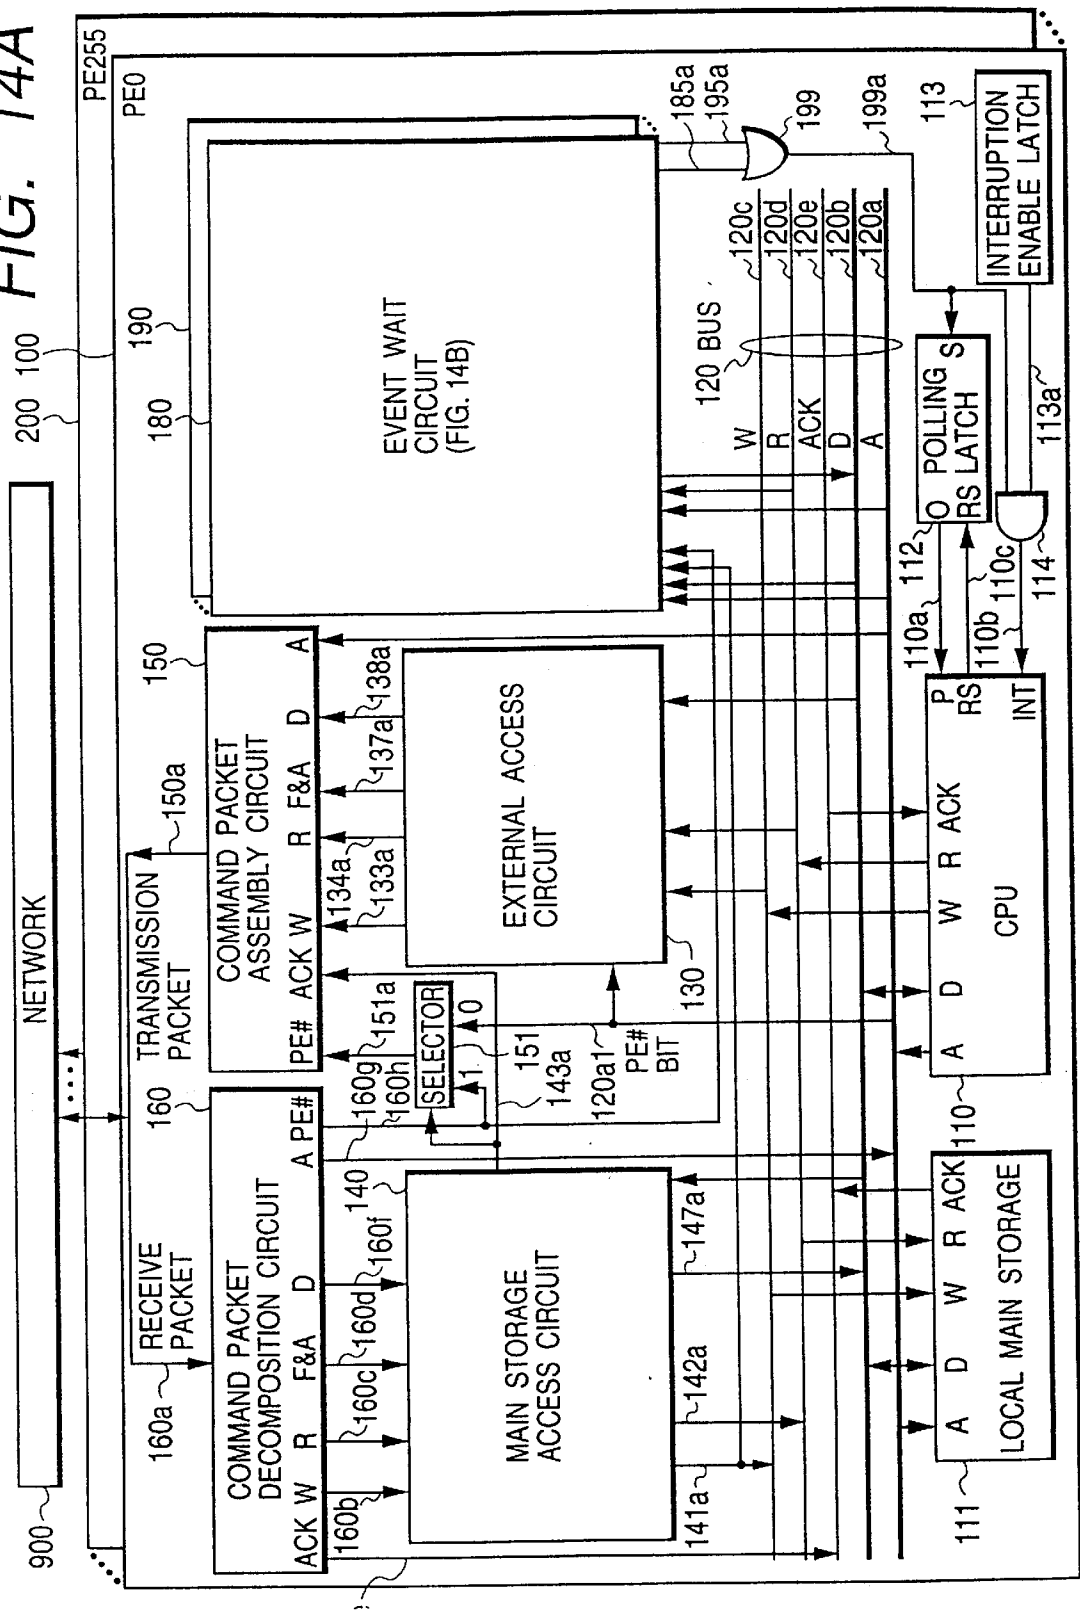 FIG. 14A
NETWORK
900
200
100
PE255
PE0
RECEIVE
PACKET
160a
TRANSMISSION
PACKET
150a
160
COMMAND PACKET
DECOMPOSITION CIRCUIT
ACK W R F&A D A PE#
150
COMMAND PACKET
ASSEMBLY CIRCUIT
PE# ACK W R F&A D A
180
190
EVENT WAIT
CIRCUIT
(FIG. 14B)
160b
160c
160d
160f
160g
160h
151a
133a
134a
137a
138a
140
MAIN STORAGE
ACCESS CIRCUIT
SELECTOR
1
0
151
143a
120a1
PE#
BIT
EXTERNAL ACCESS
CIRCUIT
130
141a
142a
147a
185a
195a
199
199a
120 BUS
W
R
ACK
D
A
120c
120d
120e
120b
120a
111
A D W R ACK
LOCAL MAIN STORAGE
110
A D W R ACK
CPU
P
RS
INT
110a
110b
110c
112
O POLLING S
RS LATCH
114
113a
INTERRUPTION
ENABLE LATCH
113